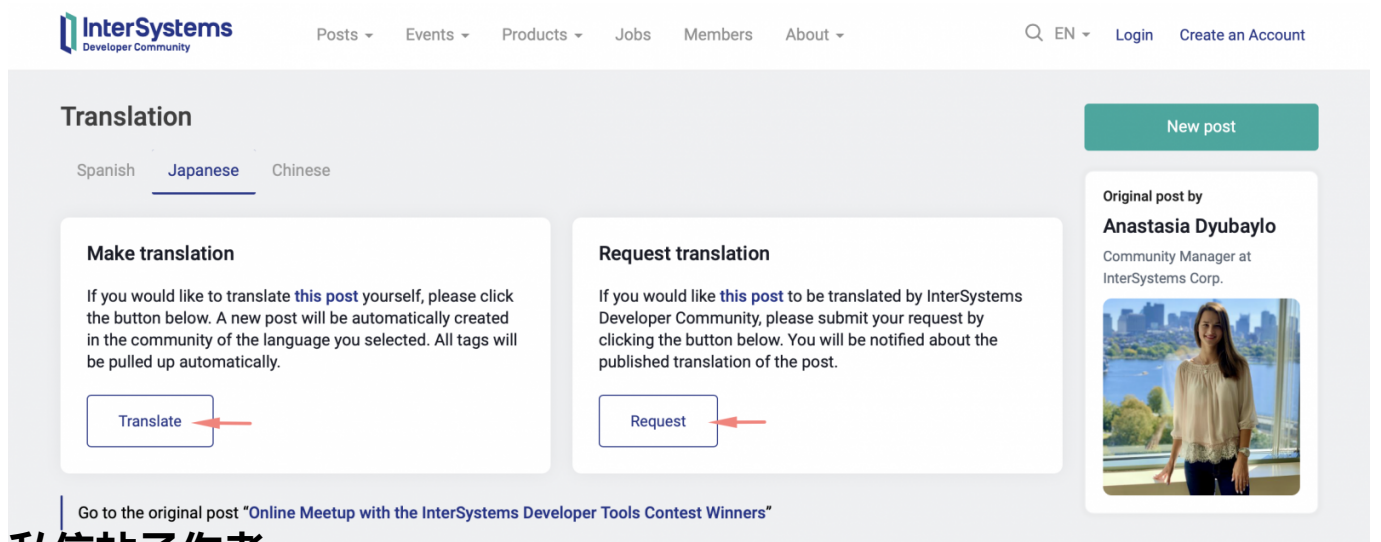 InterSystems
Developer Community
Posts Events Products Jobs Members About
EN Login Create an Account
Translation
New post
Spanish Japanese Chinese
Original post by
Anastasia Dyubaylo
Community Manager at
InterSystems Corp.
Make translation
If you would like to translate this post yourself, please click
the button below. A new post will be automatically created
in the community of the language you selected. All tags will
be pulled up automatically.
Translate
Request translation
If you would like this post to be translated by InterSystems
Developer Community, please submit your request by
clicking the button below. You will be notified about the
published translation of the post.
Request
Go to the original post “Online Meetup with the InterSystems Developer Tools Contest Winners”
私信帖子作者